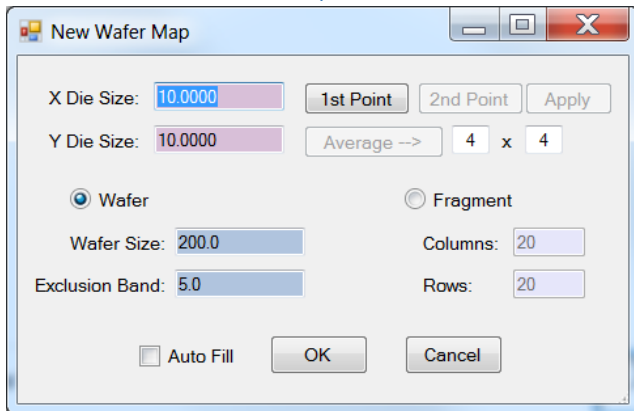 New Wafer Map
X Die Size: 10.0000 1st Point 2nd Point Apply
Y Die Size: 10.0000 Average --> 4 x 4
Wafer Fragment
Wafer Size: 200.0 Columns: 20
Exclusion Band: 5.0 Rows: 20
Auto Fill OK Cancel